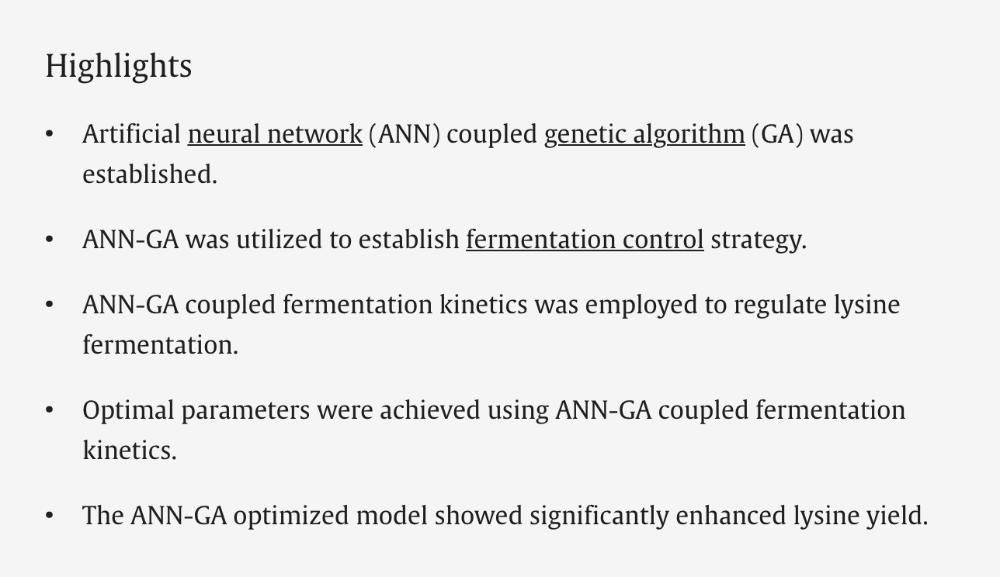 Highlights
• Artificial neural network (ANN) coupled genetic algorithm (GA) was
established.
• ANN-GA was utilized to establish fermentation control strategy.
• ANN-GA coupled fermentation kinetics was employed to regulate lysine
fermentation.
• Optimal parameters were achieved using ANN-GA coupled fermentation
kinetics.
• The ANN-GA optimized model showed significantly enhanced lysine yield.